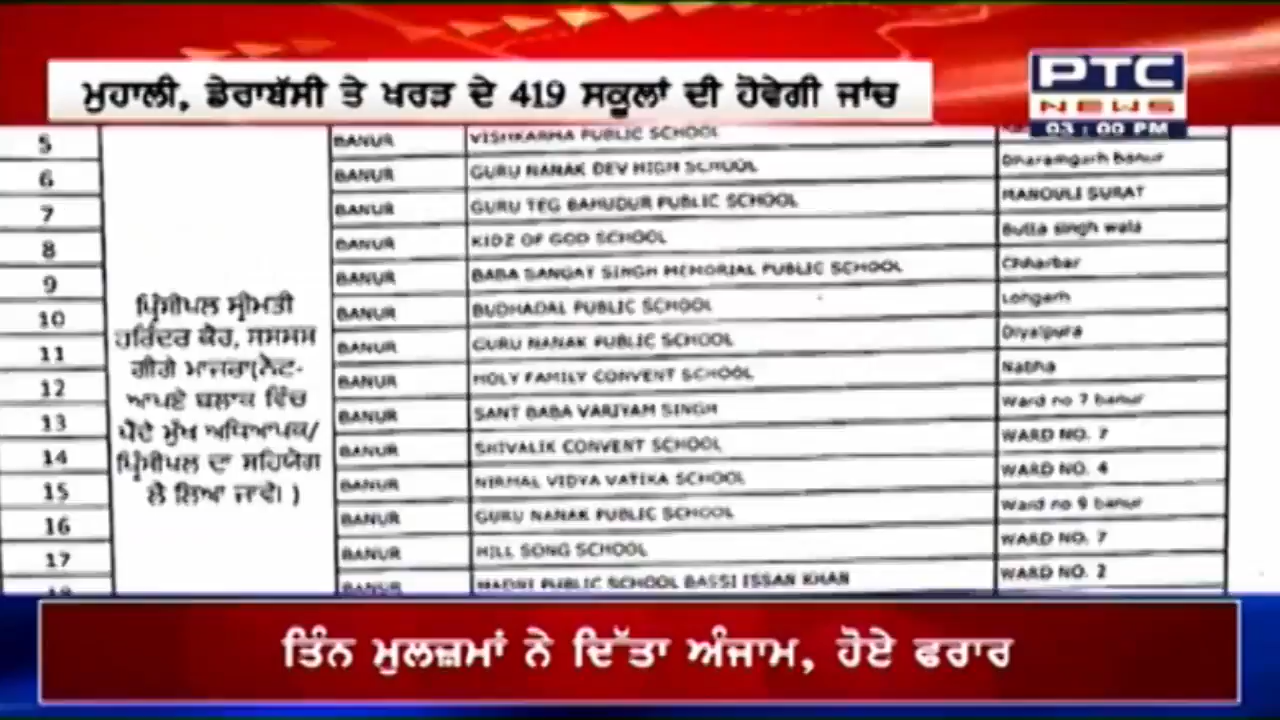 ਮੁਹਾਲੀ, ਡੇਰਾਬੱਸੀ ਤੇ ਖਰੜ ਦੇ 419 ਸਕੂਲਾਂ ਦੀ ਹੋਵੇਗੀ ਜਾਂਚ
PTC
NEWS
03 : 00 PM
5 BANUR VISHKARMA PUBLIC SCHOOL
6 BANUR GURU NANAK DEV HIGH SCHOOL Dharamgarh banur
7 BANUR GURU TEG BAHUDUR PUBLIC SCHOOL MANOULI SURAT
8 BANUR KIDZ OF GOD SCHOOL Butta singh wala
9 BANUR BABA SANGAT SINGH MEMORIAL PUBLIC SCHOOL Chharbar
10 BANUR BUDHADAL PUBLIC SCHOOL Lohgarh
11 BANUR GURU NANAK PUBLIC SCHOOL Diyalpura
12 BANUR HOLY FAMILY CONVENT SCHOOL Nabha
13 BANUR SANT BABA VARIYAM SINGH Ward no 7 banur
14 BANUR SHIVALIK CONVENT SCHOOL WARD NO. 7
15 BANUR NIRMAL VIDYA VATIKA SCHOOL WARD NO. 4
16 BANUR GURU NANAK PUBLIC SCHOOL Ward no 9 banur
17 BANUR HILL SONG SCHOOL WARD NO. 7
18 BANUR MADNI PUBLIC SCHOOL BASSI ISSAN KHAN WARD NO. 2
ਪ੍ਰਿੰਸੀਪਲ ਸ੍ਰੀਮਤੀ
ਹਰਿੰਦਰ ਕੌਰ, ਸਸਸਸ
ਗੀਗੇ ਮਾਜਰਾ(ਨੋਟ-
ਆਪਣੇ ਬਲਾਕ ਵਿੱਚ
ਪੈਂਦੇ ਮੁੱਖ ਅਧਿਆਪਕ/
ਪ੍ਰਿੰਸੀਪਲ ਦਾ ਸਹਿਯੋਗ
ਲੈ ਲਿਆ ਜਾਵੇ। )
ਤਿੰਨ ਮੁਲਜ਼ਮਾਂ ਨੇ ਦਿੱਤਾ ਅੰਜਾਮ, ਹੋਏ ਫਰਾਰ